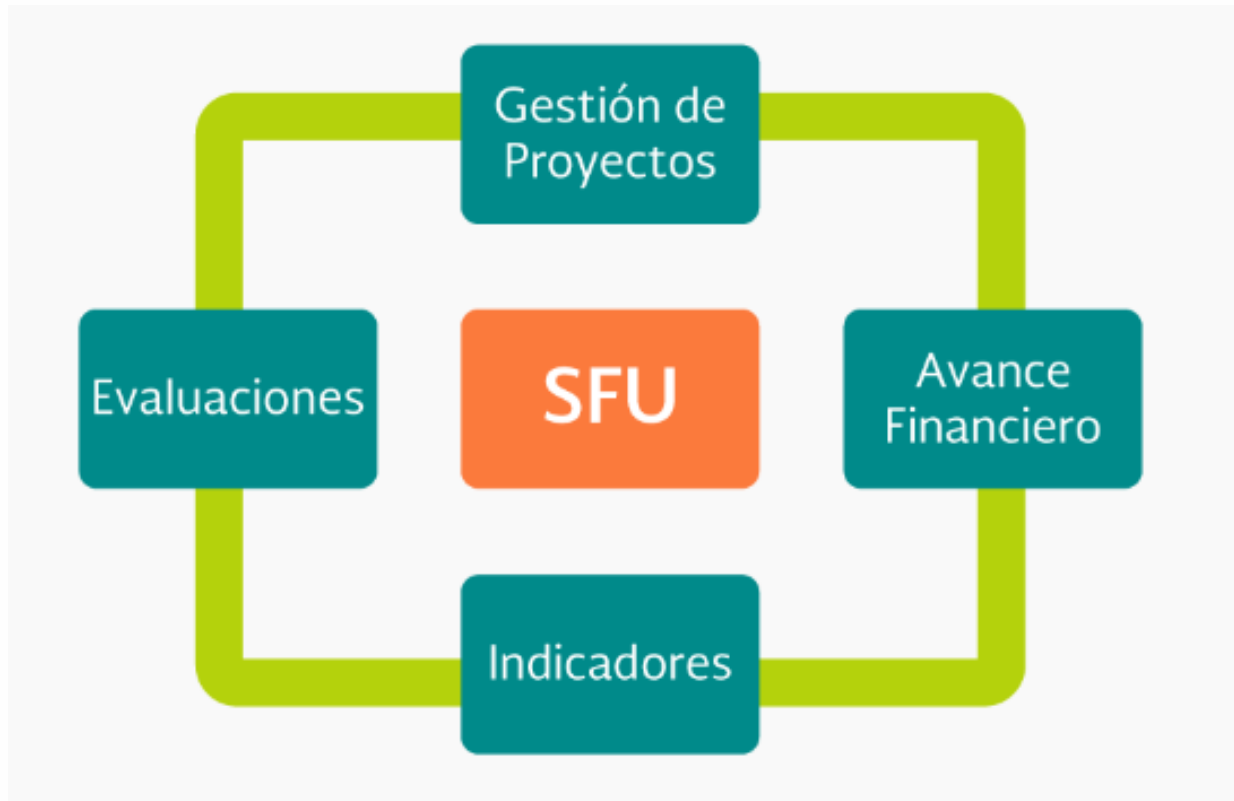 Gestión de
Proyectos
Evaluaciones
SFU
Avance
Financiero
Indicadores